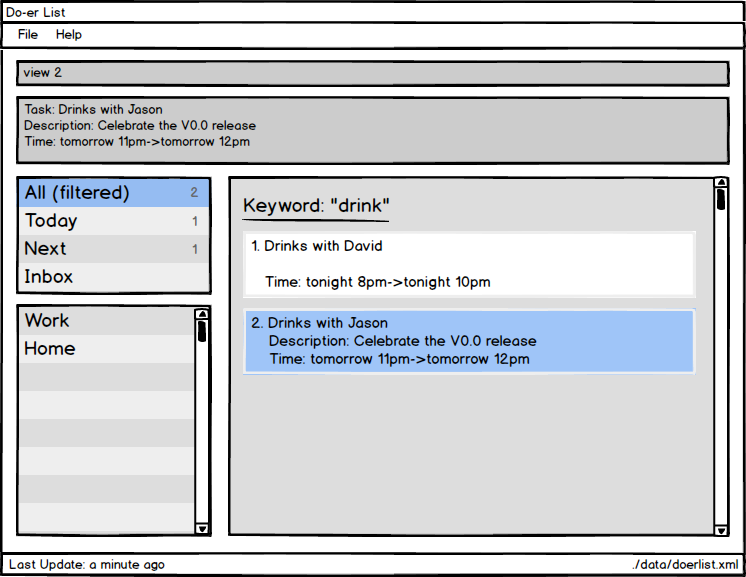 Do-er List
File Help
view 2
Task: Drinks with Jason
Description: Celebrate the V0.0 release
Time: tomorrow 11pm->tomorrow 12pm
All (filtered) 2
Today 1
Next 1
Inbox
Work
Home
Keyword: "drink"
1. Drinks with David
Time: tonight 8pm->tonight 10pm
2. Drinks with Jason
Description: Celebrate the V0.0 release
Time: tomorrow 11pm->tomorrow 12pm
Last Update: a minute ago ./data/doerlist.xml